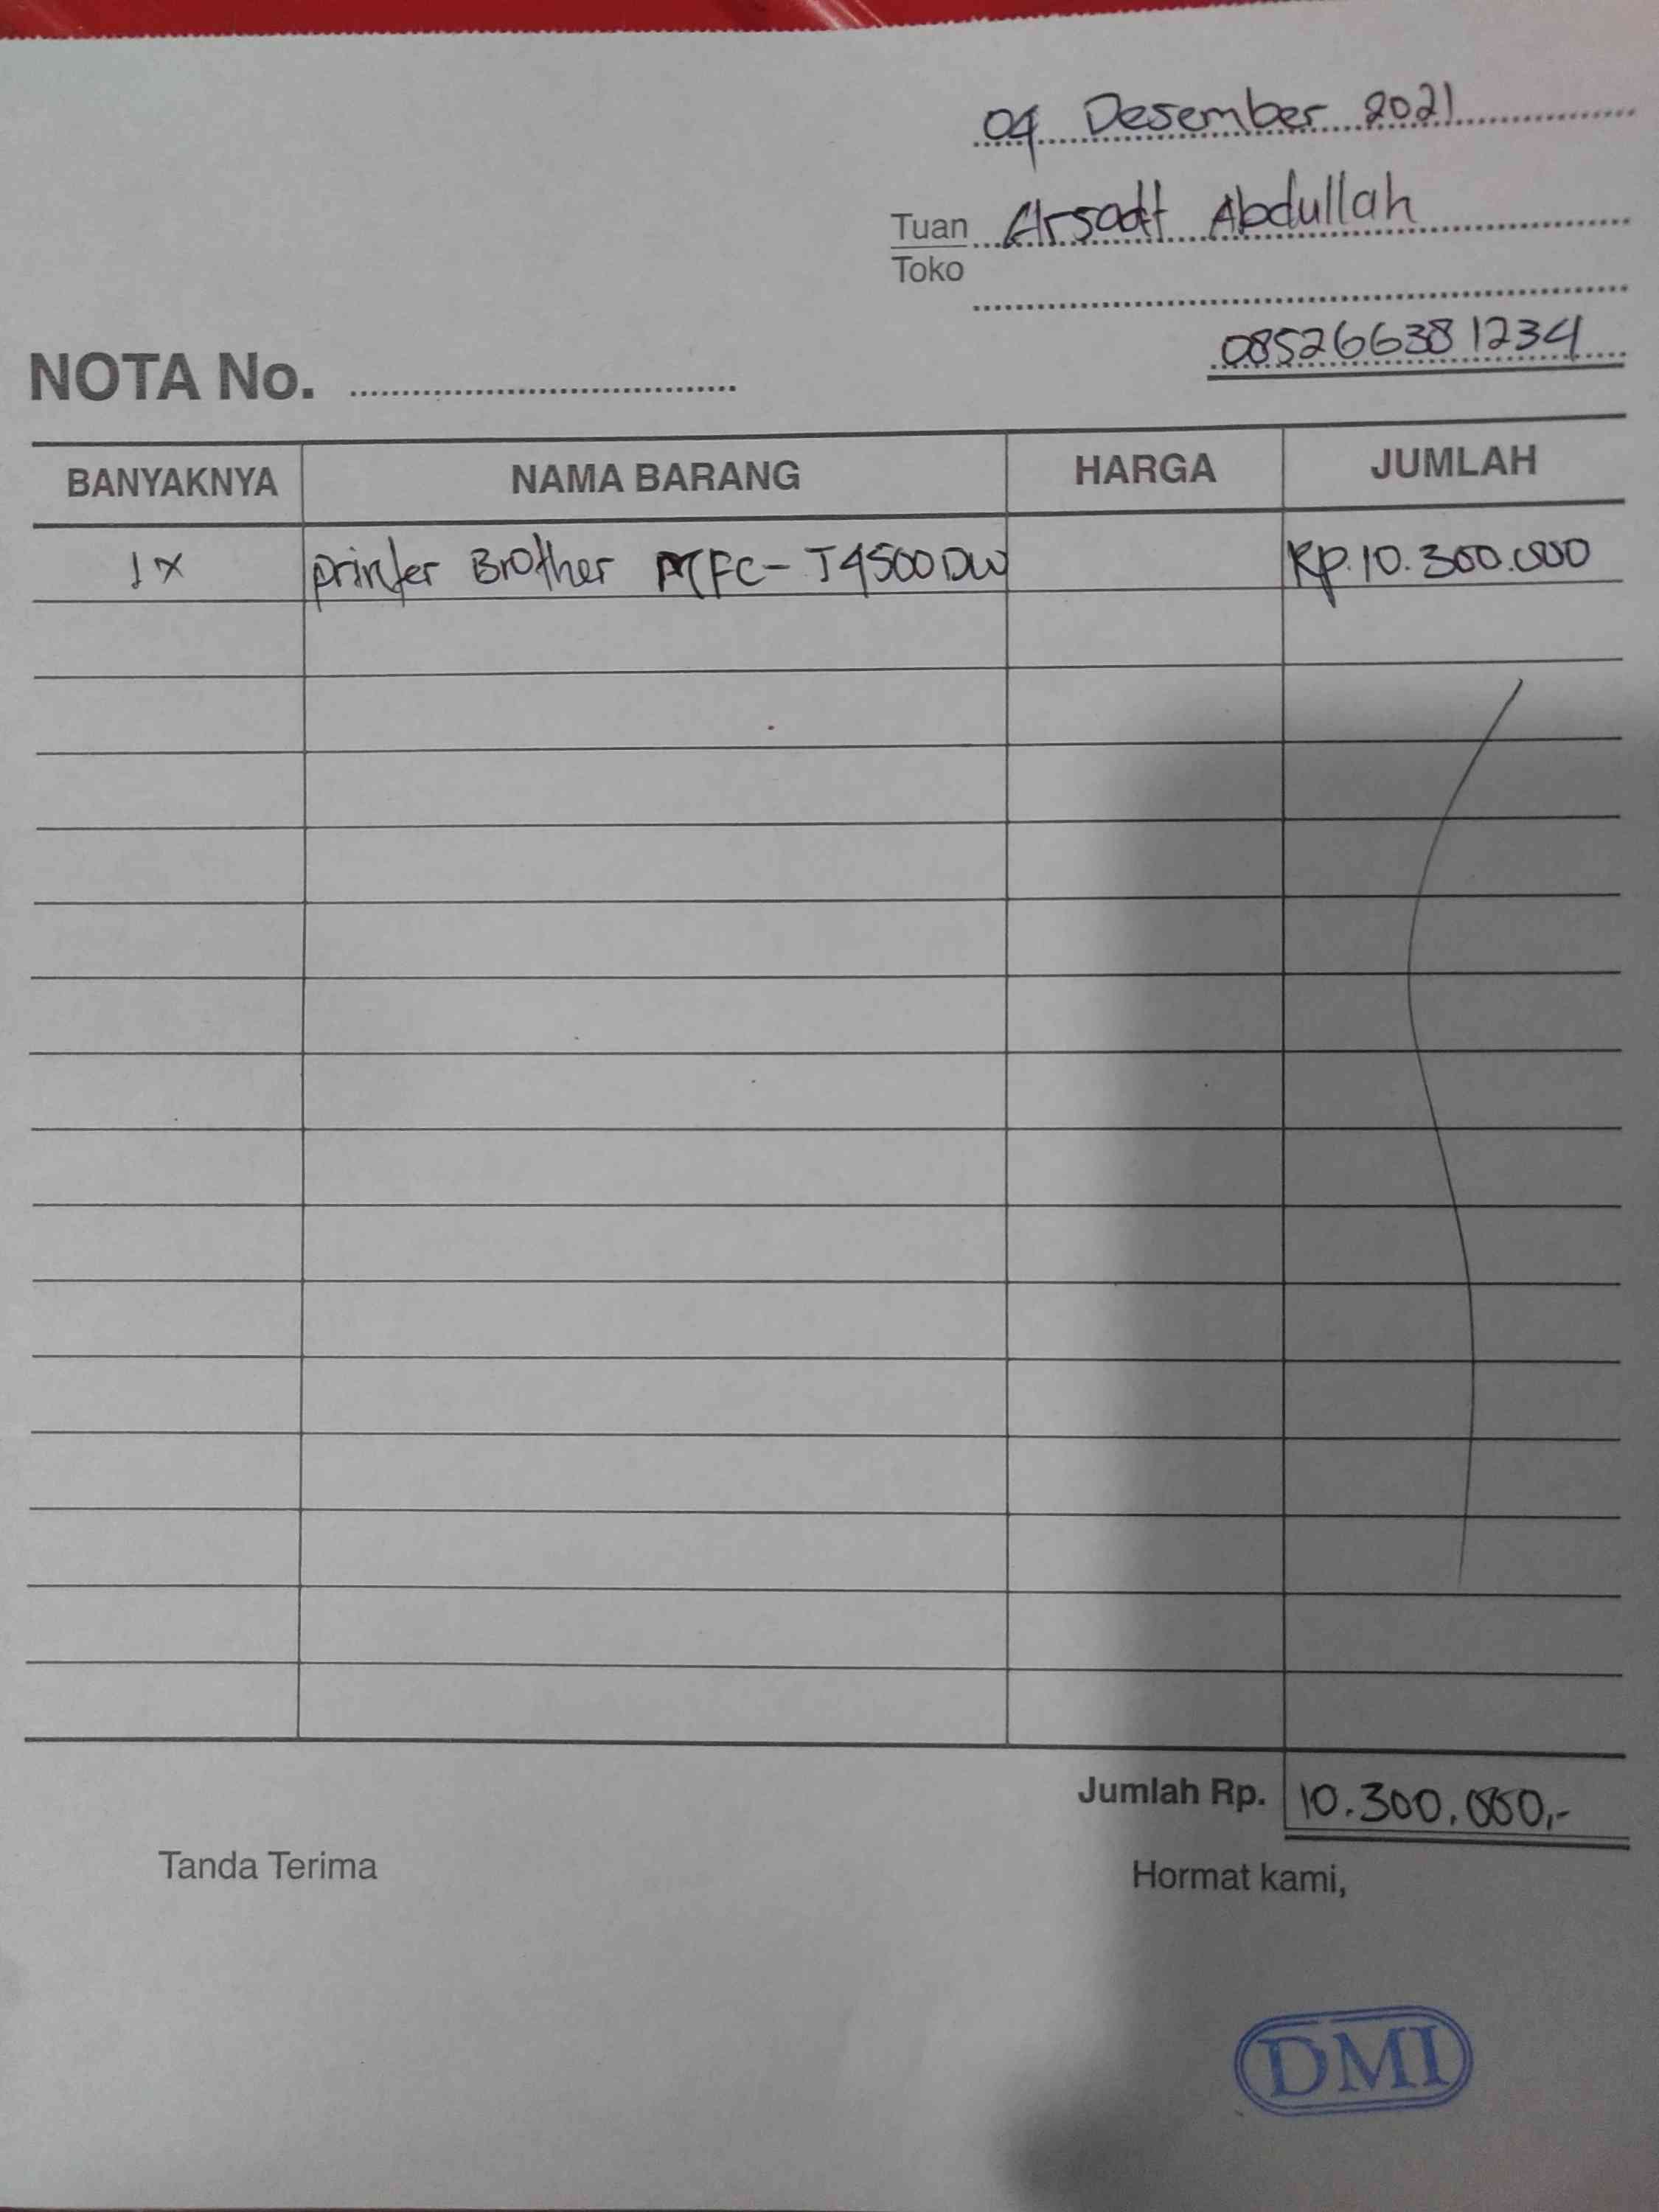 04 Desember 2021
Tuan Arsadt Abdullah
Toko
085266381234
NOTA No.
BANYAKNYA NAMA BARANG HARGA JUMLAH
1x printer Brother MFC-J4500DW Rp.10.300.000
Jumlah Rp. 10.300.000,-
Tanda Terima Hormat kami,
DMI